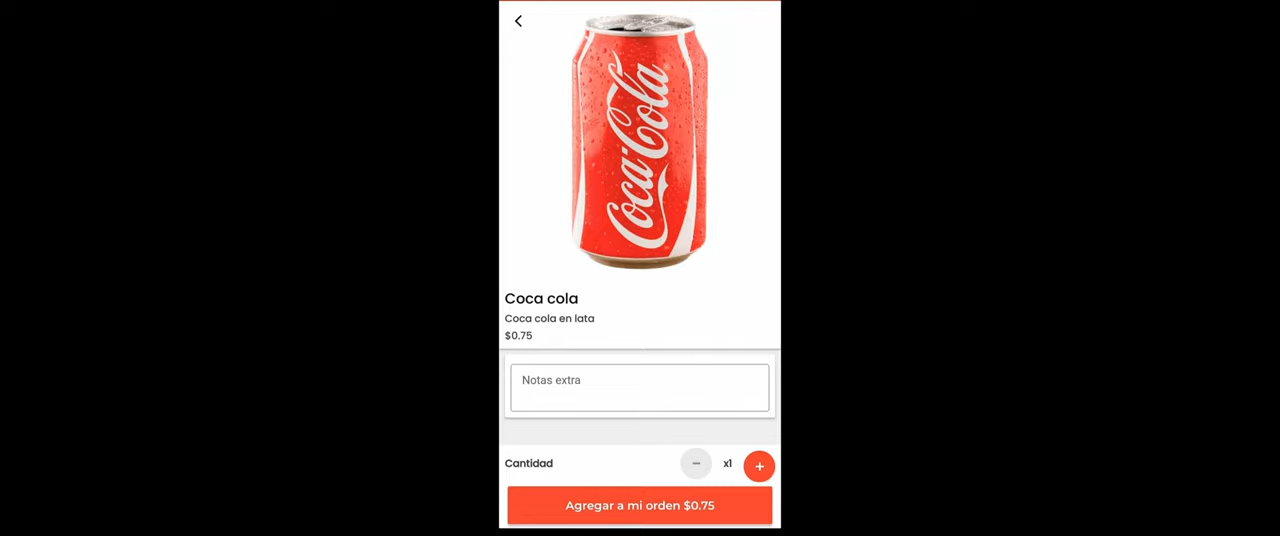 Coca-Cola
Coca cola
Coca cola en lata
$0.75
Notas extra
Cantidad
x1
Agregar a mi orden $0.75